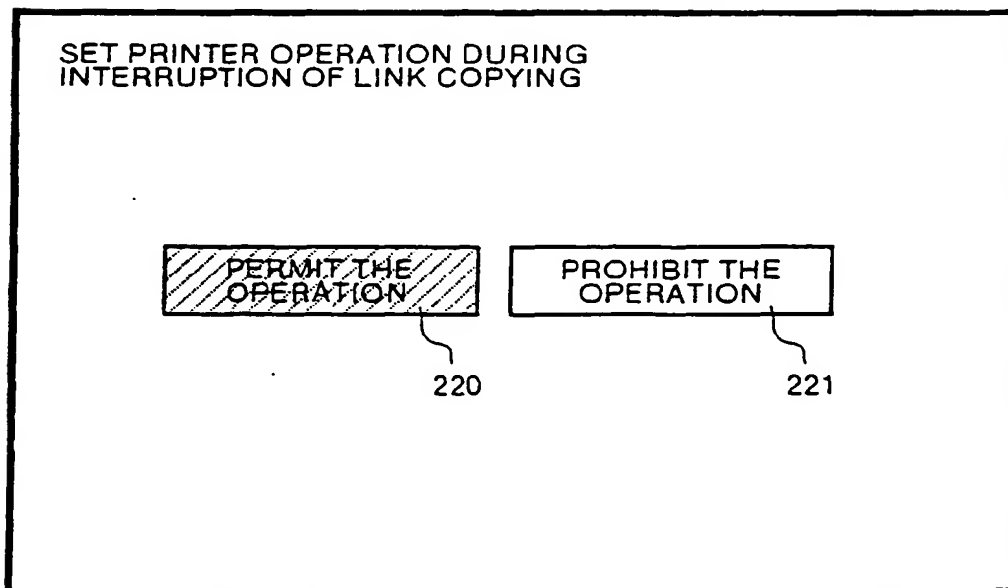 SET PRINTER OPERATION DURING
INTERRUPTION OF LINK COPYING
PERMIT THE
OPERATION
PROHIBIT THE
OPERATION
220
221